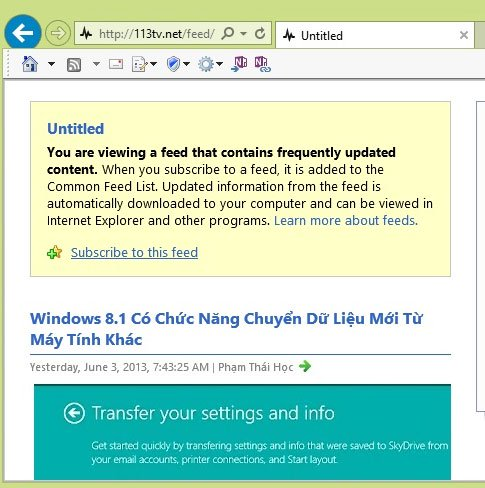 http://113tv.net/feed/
Untitled
Untitled
You are viewing a feed that contains frequently updated
content. When you subscribe to a feed, it is added to the
Common Feed List. Updated information from the feed is
automatically downloaded to your computer and can be viewed in
Internet Explorer and other programs. Learn more about feeds.
Subscribe to this feed
Windows 8.1 Có Chức Năng Chuyển Dữ Liệu Mới Từ
Máy Tính Khác
Yesterday, June 3, 2013, 7:43:25 AM | Phạm Thái Học
Transfer your settings and info
Get started quickly by transfering settings and info that were saved to SkyDrive from
your email accounts, printer connections, and Start layout.